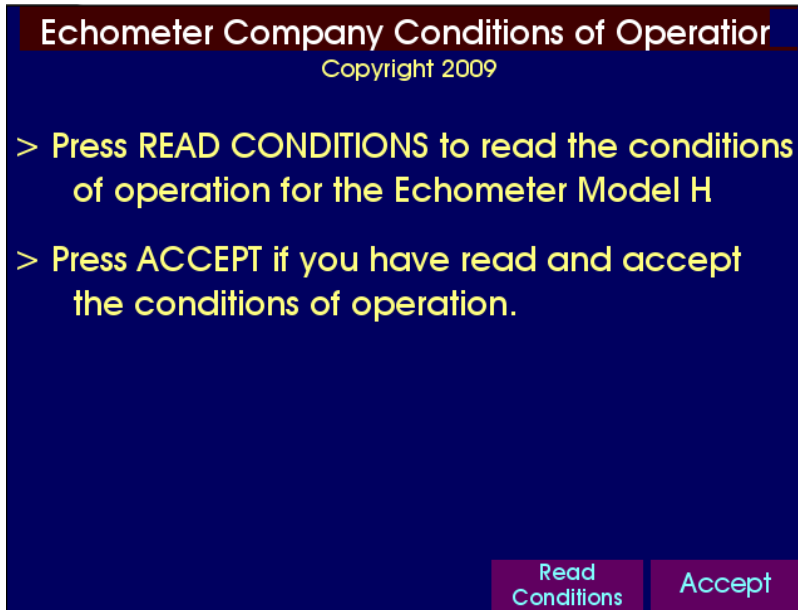 Echometer Company Conditions of Operation
Copyright 2009
> Press READ CONDITIONS to read the conditions
of operation for the Echometer Model H.
> Press ACCEPT if you have read and accept
the conditions of operation.
Read
Conditions
Accept